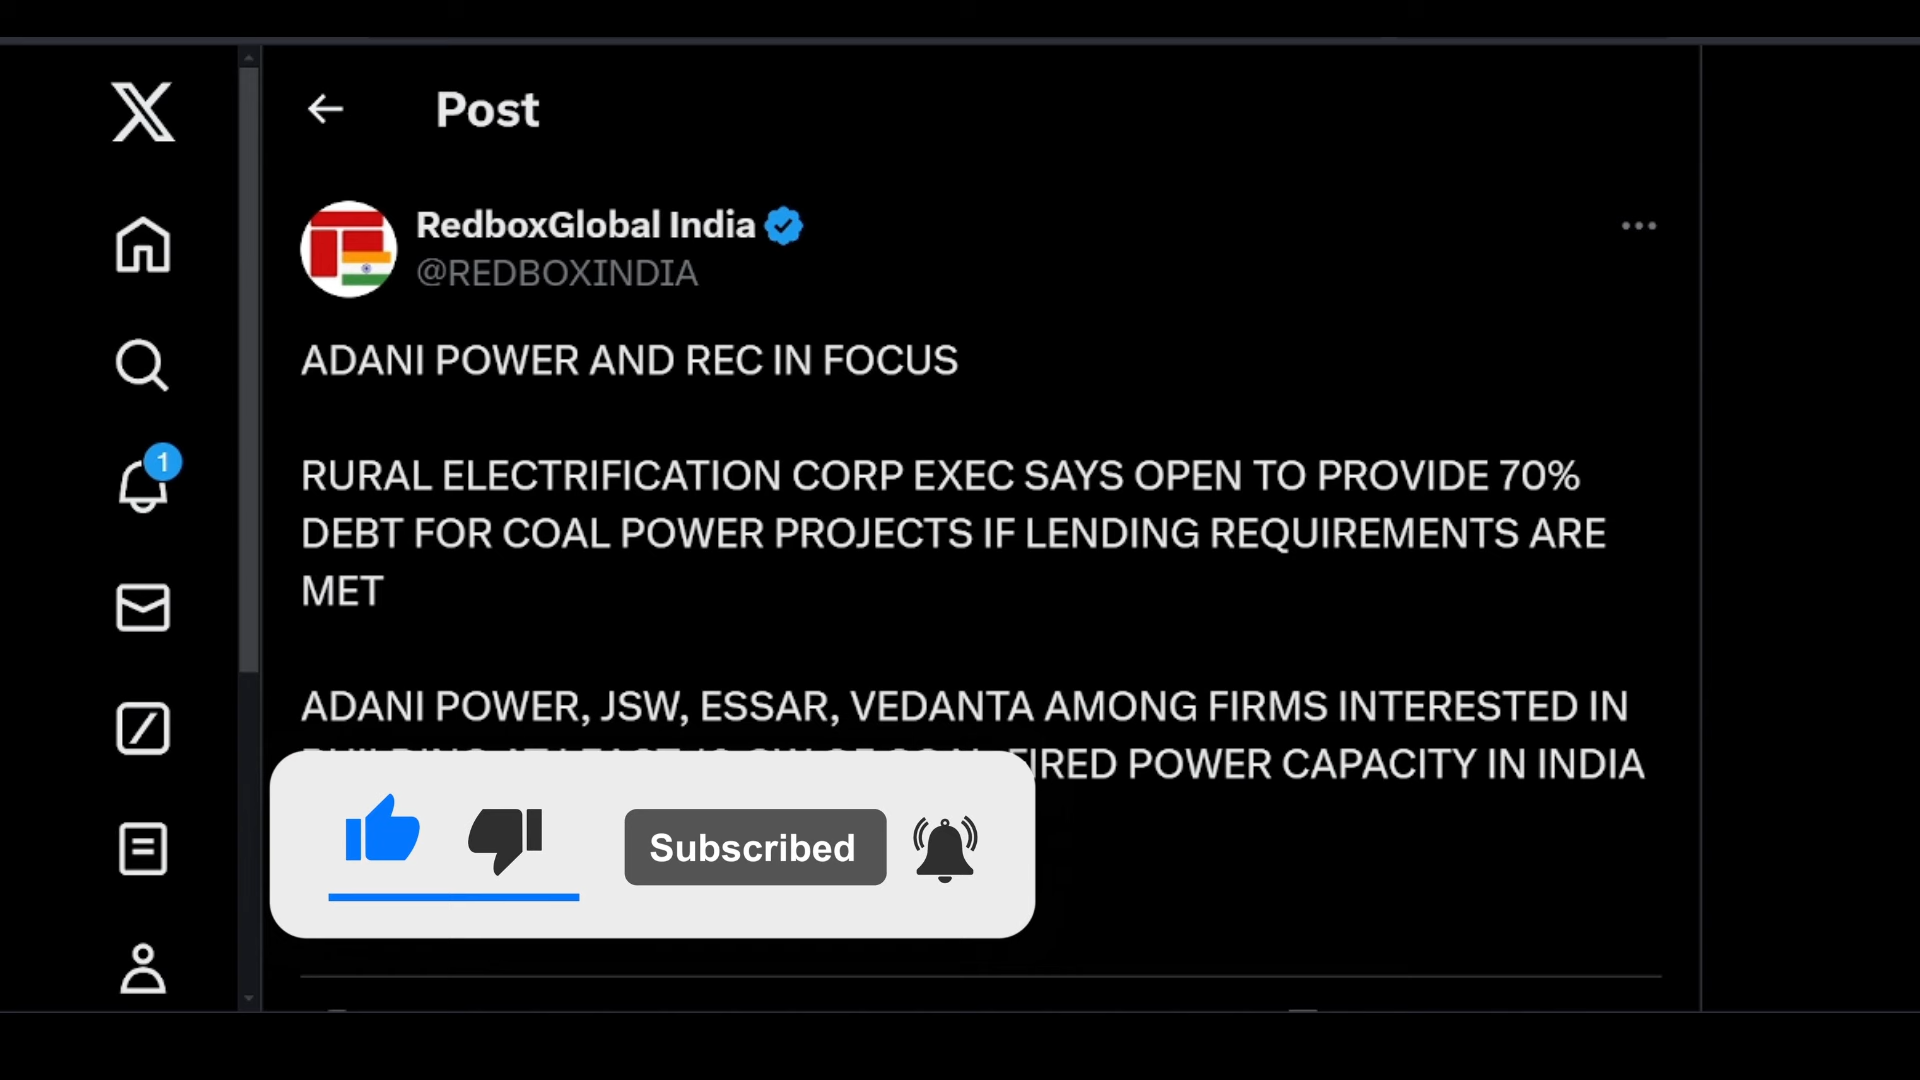 Post
RedboxGlobal India
@REDBOXINDIA
ADANI POWER AND REC IN FOCUS
RURAL ELECTRIFICATION CORP EXEC SAYS OPEN TO PROVIDE 70%
DEBT FOR COAL POWER PROJECTS IF LENDING REQUIREMENTS ARE
MET
1
ADANI POWER, JSW, ESSAR, VEDANTA AMONG FIRMS INTERESTED IN
POWER CAPACITY IN INDIA
Subscribed